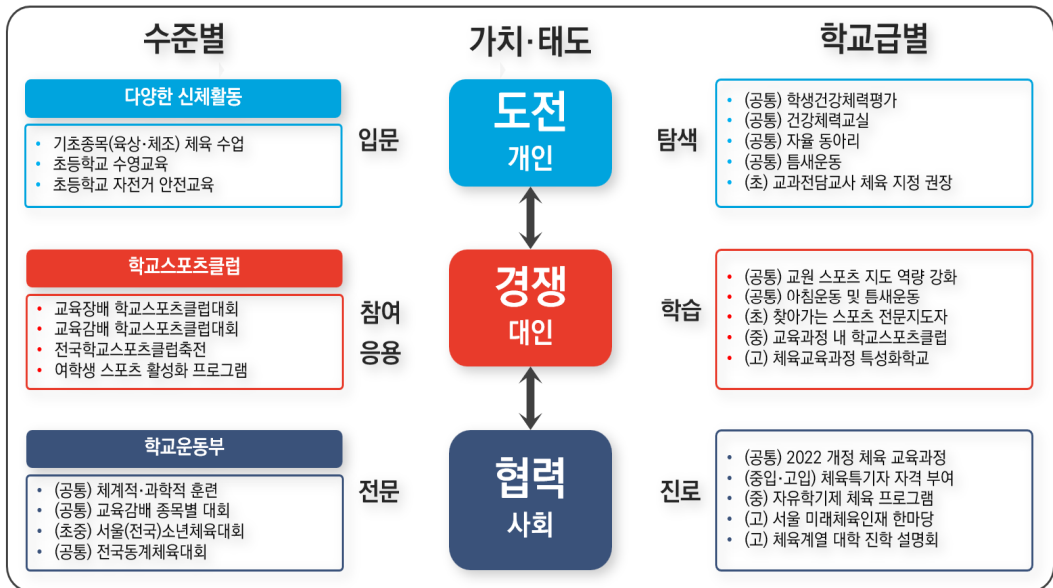 수준별
가치·태도
학교급별
다양한 신체활동
• 기초종목(육상·체조) 체육 수업
• 초등학교 수영교육
• 초등학교 자전거 안전교육
입문
도전
개인
탐색
• (공통) 학생건강체력평가
• (공통) 건강체력교실
• (공통) 자율 동아리
• (공통) 틈새운동
• (초) 교과전담교사 체육 지정 권장
학교스포츠클럽
• 교육장배 학교스포츠클럽대회
• 교육감배 학교스포츠클럽대회
• 전국학교스포츠클럽축전
• 여학생 스포츠 활성화 프로그램
참여
응용
경쟁
대인
학습
• (공통) 교원 스포츠 지도 역량 강화
• (공통) 아침운동 및 틈새운동
• (초) 찾아가는 스포츠 전문지도자
• (중) 교육과정 내 학교스포츠클럽
• (고) 체육교육과정 특성화학교
학교운동부
• (공통) 체계적·과학적 훈련
• (공통) 교육감배 종목별 대회
• (초중) 서울(전국)소년체육대회
• (공통) 전국동계체육대회
전문
협력
사회
진로
• (공통) 2022 개정 체육 교육과정
• (중입·고입) 체육특기자 자격 부여
• (중) 자유학기제 체육 프로그램
• (고) 서울 미래체육인재 한마당
• (고) 체육계열 대학 진학 설명회